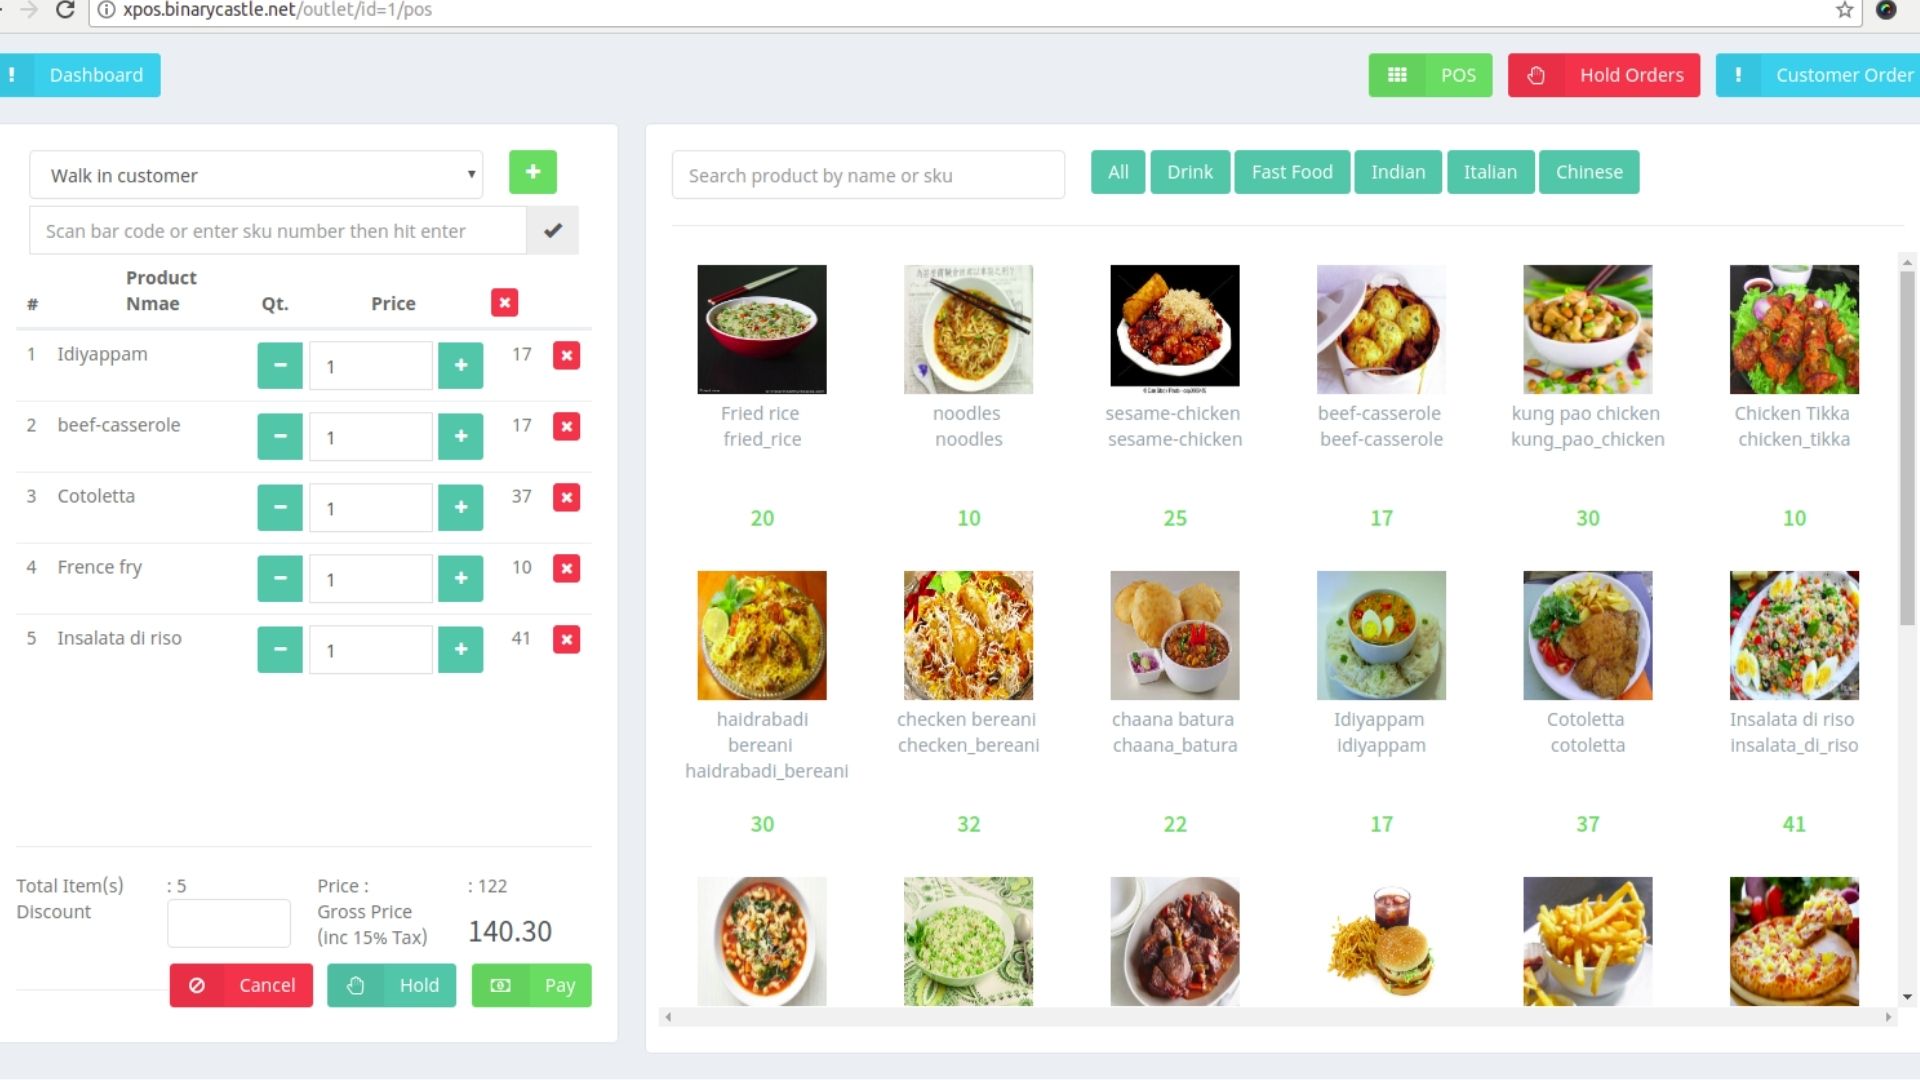 xpos.binarycastle.net/outlet/id=1/pos
! Dashboard
POS
Hold Orders
! Customer Order
Walk in customer
Scan bar code or enter sku number then hit enter
# Product Nmae Qt. Price
1 Idiyappam 1 17
2 beef-casserole 1 17
3 Cotoletta 1 37
4 Frence fry 1 10
5 Insalata di riso 1 41
Total Item(s) : 5 Price : : 122
Discount Gross Price (inc 15% Tax) 140.30
Cancel Hold Pay
Search product by name or sku
All Drink Fast Food Indian Italian Chinese
Fried rice noodles sesame-chicken beef-casserole kung pao chicken Chicken Tikka
fried_rice noodles sesame-chicken beef-casserole kung_pao_chicken chicken_tikka
20 10 25 17 30 10
haidrabadi checken bereani chaana batura Idiyappam Cotoletta Insalata di riso
bereani checken_bereani chaana_batura idiyappam cotoletta insalata_di_riso
haidrabadi_bereani
30 32 22 17 37 41